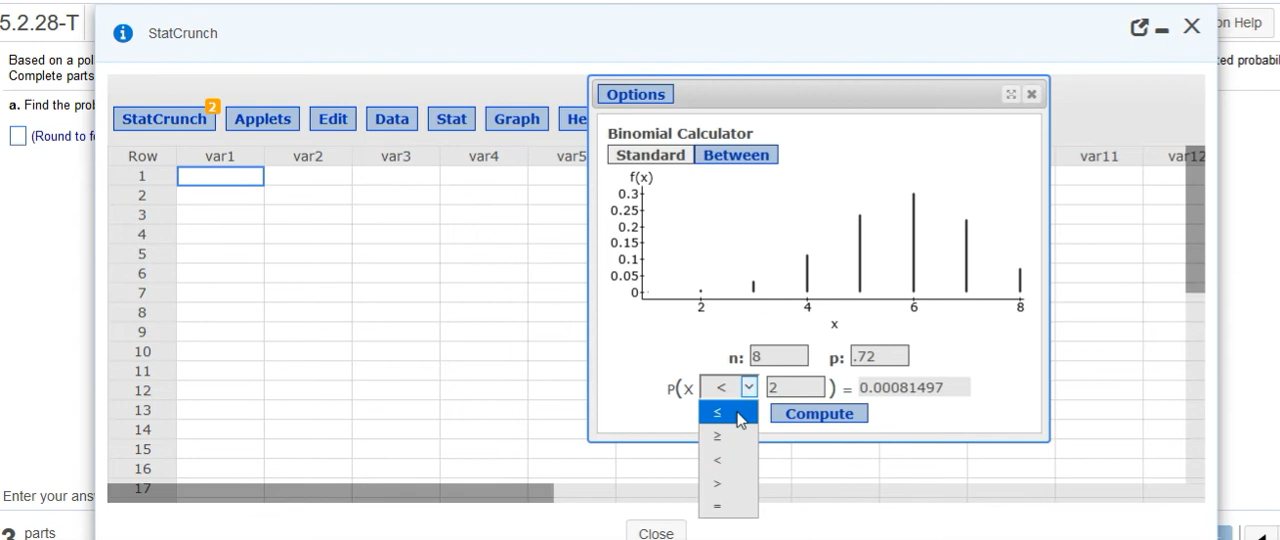 5.2.28-T
StatCrunch
on Help
Based on a pol
ted probabil
Complete parts
a. Find the prob
(Round to fo
2
StatCrunch Applets Edit Data Stat Graph He
Options
Binomial Calculator
Standard Between
Row var1 var2 var3 var4 var5 var11 var12
1
2
3
4
5
6
7
8
9
10
11
12
13
14
15
16
17
f(x)
0.3
0.25
0.2
0.15
0.1
0.05
0
2 4 6 8
x
n: 8 p: .72
P(X < 2 ) = 0.00081497
≤
≥
<
>
=
Compute
Enter your ans
3 parts
Close